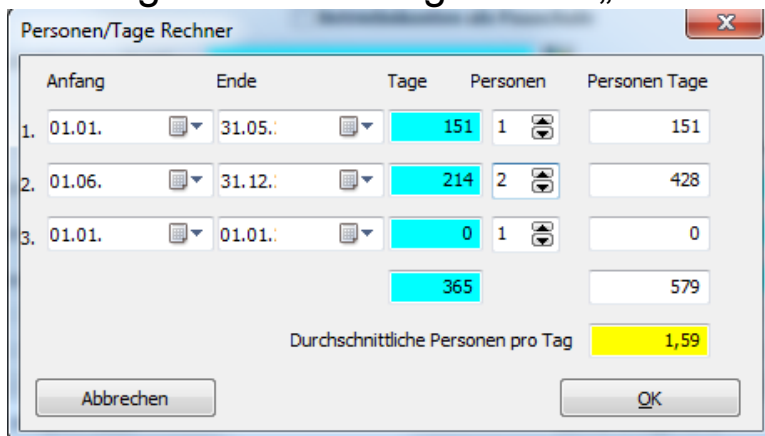 Personen/Tage Rechner
Anfang Ende Tage Personen Personen Tage
1. 01.01. 31.05. 151 1 151
2. 01.06. 31.12. 214 2 428
3. 01.01. 01.01. 0 1 0
365 579
Durchschnittliche Personen pro Tag 1,59
Abbrechen OK